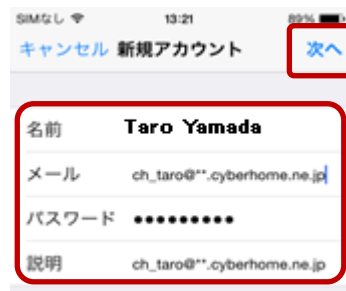 SIMなし 13:21 89%
キャンセル 新規アカウント 次へ
名前 Taro Yamada
メール ch_taro@**.cyberhome.ne.jp
パスワード ●●●●●●●●●
説明 ch_taro@**.cyberhome.ne.jp